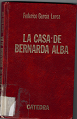 Federico García Lorca
LA CASA DE
BERNARDA ALBA
CATEDRA